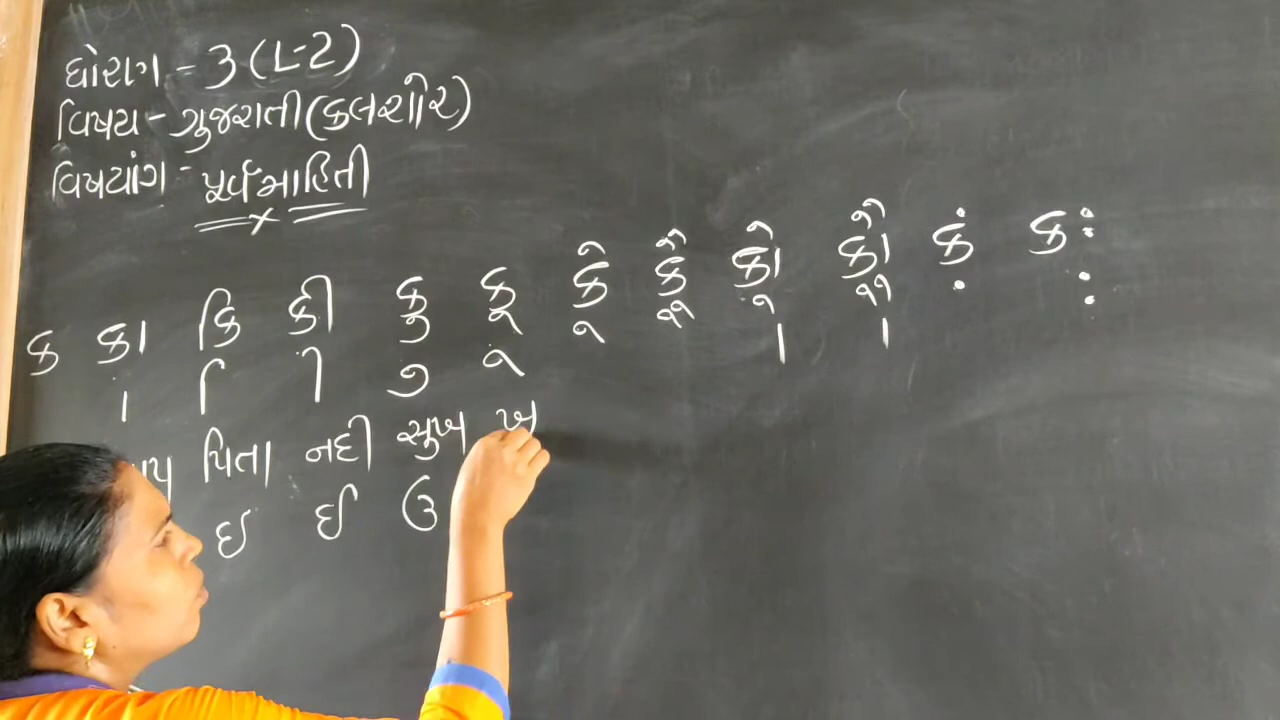 ધોરણ - 3 (L-2)
વિષય - ગુજરાતી (કલશોર)
વિષયાંગ - પૂર્વમાહિતી
ક કા કિ કી કુ કૂ કે કૈ કો કૌ કં કઃ
ા િ ી ુ ૂ ે ૈ ો ૌ ં ઃ
પિતા નદી સુખ ખ
ઇ ઈ ઉ